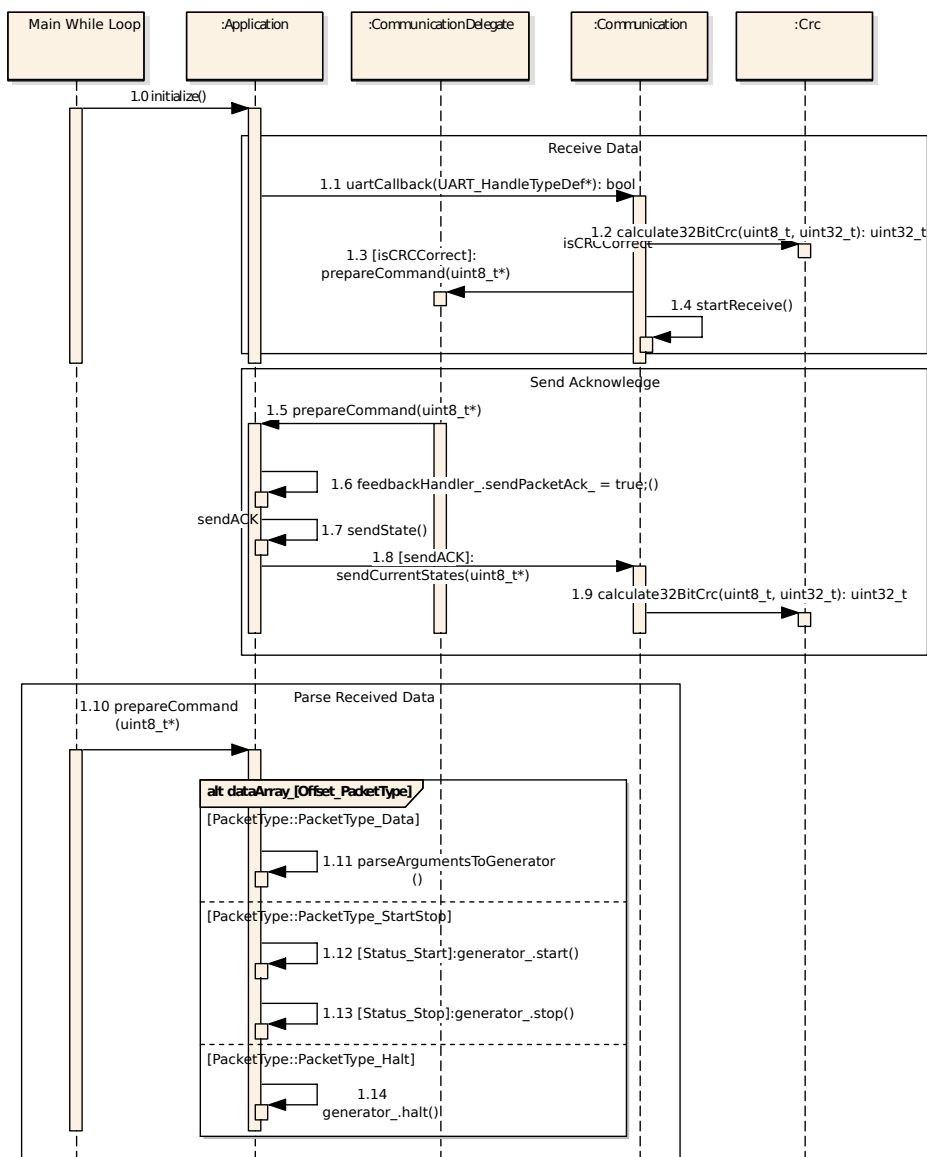 Main While Loop
:Application
:CommunicationDelegate
:Communication
:Crc
1.0 initialize()
Receive Data
1.1 uartCallback(UART_HandleTypeDef*): bool
1.2 calculate32BitCrc(uint8_t, uint32_t): uint32_t
isCRCCorrect
1.3 [isCRCCorrect]:
prepareCommand(uint8_t*)
1.4 startReceive()
Send Acknowledge
1.5 prepareCommand(uint8_t*)
1.6 feedbackHandler_.sendPacketAck_ = true;()
sendACK
1.7 sendState()
1.8 [sendACK]:
sendCurrentStates(uint8_t*)
1.9 calculate32BitCrc(uint8_t, uint32_t): uint32_t
Parse Received Data
1.10 prepareCommand
(uint8_t*)
alt dataArray_[Offset_PacketType]
[PacketType::PacketType_Data]
1.11 parseArgumentsToGenerator
()
[PacketType::PacketType_StartStop]
1.12 [Status_Start]:generator_.start()
1.13 [Status_Stop]:generator_.stop()
[PacketType::PacketType_Halt]
1.14
generator_.halt()